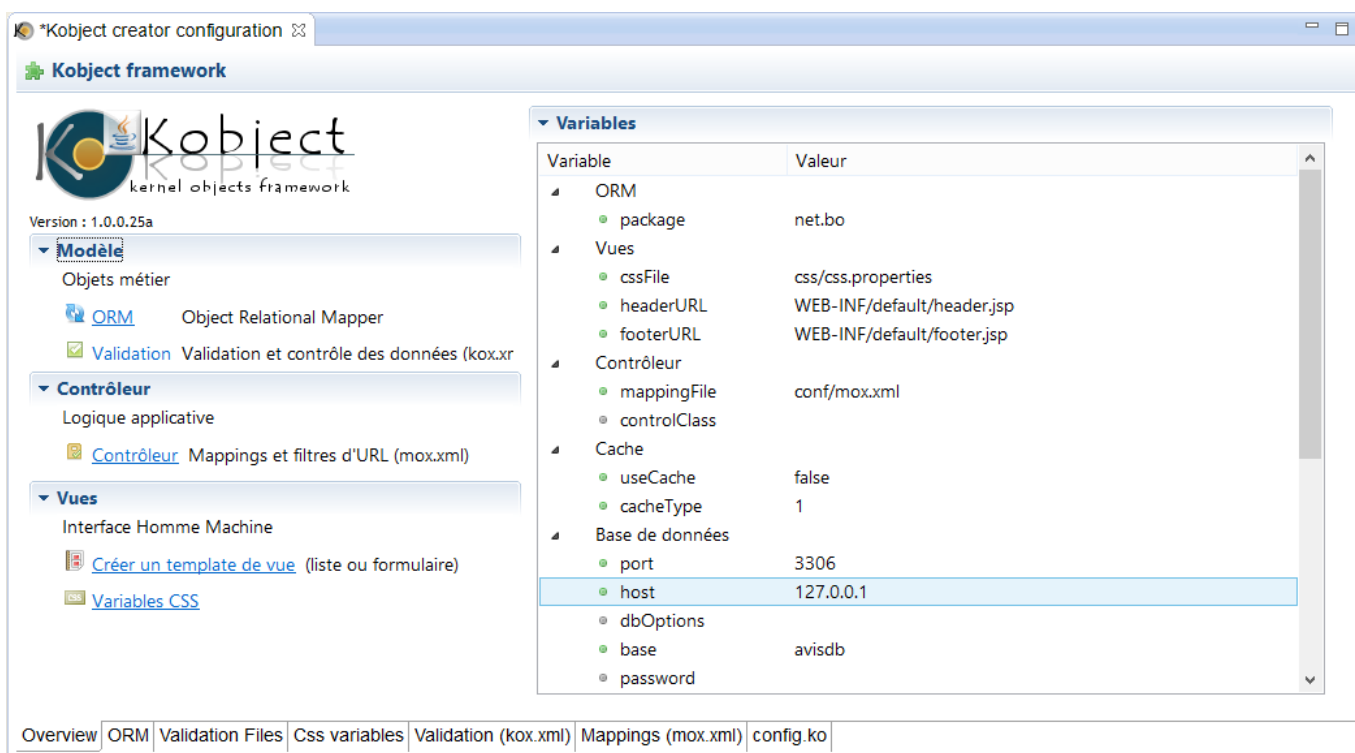 *Kobject creator configuration
Kobject framework
Kobject
kernel objects framework
Version : 1.0.0.25a
Modèle
Objets métier
ORM Object Relational Mapper
Validation Validation et contrôle des données (kox.xr
Contrôleur
Logique applicative
Contrôleur Mappings et filtres d'URL (mox.xml)
Vues
Interface Homme Machine
Créer un template de vue (liste ou formulaire)
Variables CSS
Variables
Variable Valeur
ORM
package net.bo
Vues
cssFile css/css.properties
headerURL WEB-INF/default/header.jsp
footerURL WEB-INF/default/footer.jsp
Contrôleur
mappingFile conf/mox.xml
controlClass
Cache
useCache false
cacheType 1
Base de données
port 3306
host 127.0.0.1
dbOptions
base avisdb
password
Overview ORM Validation Files Css variables Validation (kox.xml) Mappings (mox.xml) config.ko